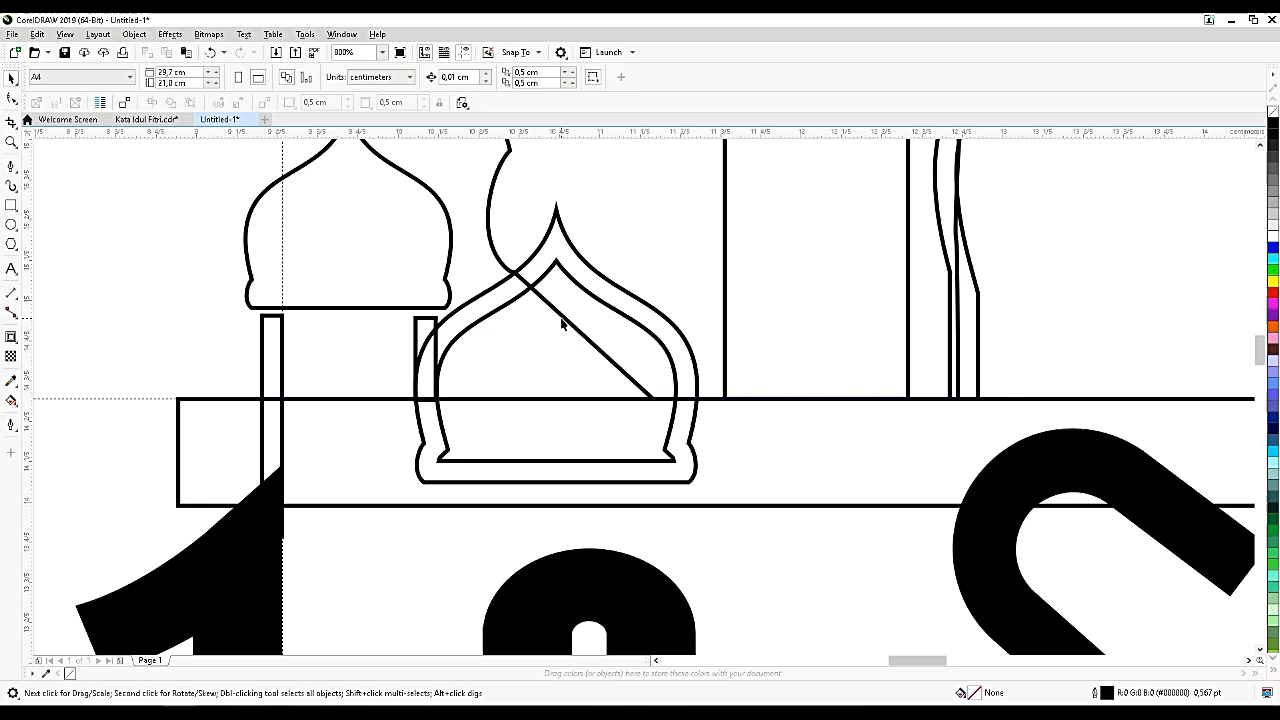 CorelDRAW 2019 (64-Bit) - Untitled-1*
File Edit View Layout Object Effects Bitmaps Text Table Tools Window Help
800% PDF Snap To Launch
A4 29,7 cm 21,0 cm Units: centimeters 0,01 cm 0,5 cm 0,5 cm
0,5 cm 0,5 cm
Welcome Screen Kata Idul Fitri.cdr* Untitled-1*
centimeters
1 of 1 Page 1
Drag colors (or objects) here to store these colors with your document
Next click for Drag/Scale; Second click for Rotate/Skew; Dbl-clicking tool selects all objects; Shift+click multi-selects; Alt+click digs None R:0 G:0 B:0 (#000000) 0,567 pt